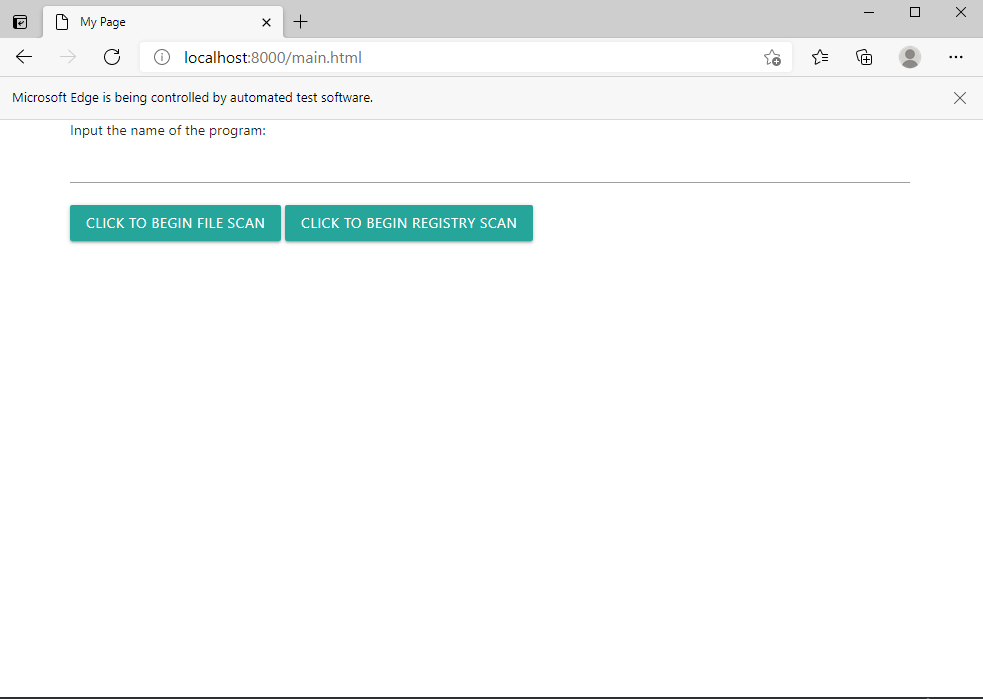 My Page
localhost:8000/main.html
Microsoft Edge is being controlled by automated test software.
Input the name of the program:
CLICK TO BEGIN FILE SCAN CLICK TO BEGIN REGISTRY SCAN